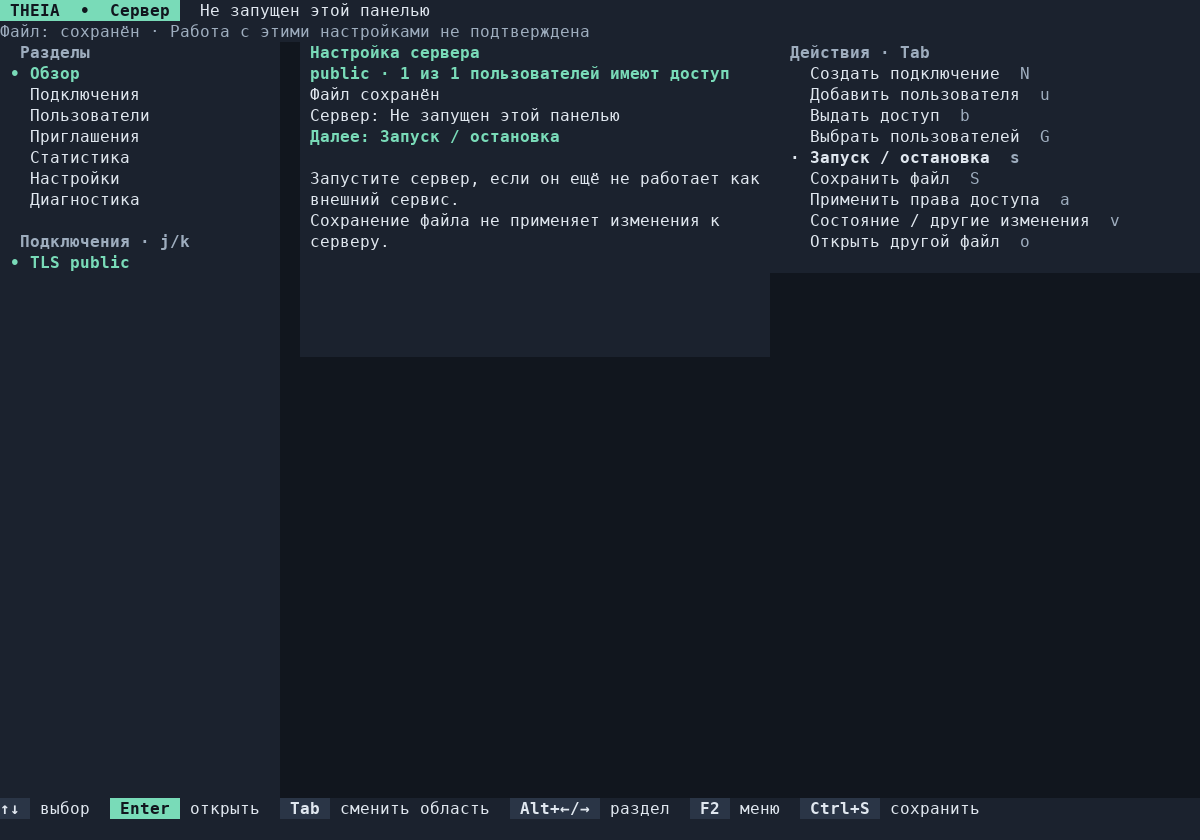 THEIA • Сервер Не запущен этой панелью
Файл: сохранён · Работа с этими настройками не подтверждена
Разделы
• Обзор
Подключения
Пользователи
Приглашения
Статистика
Настройки
Диагностика
Подключения · j/k
• TLS public
Настройка сервера
public · 1 из 1 пользователей имеют доступ
Файл сохранён
Сервер: Не запущен этой панелью
Далее: Запуск / остановка
Запустите сервер, если он ещё не работает как
внешний сервис.
Сохранение файла не применяет изменения к
серверу.
Действия · Tab
Создать подключение N
Добавить пользователя u
Выдать доступ b
Выбрать пользователей G
· Запуск / остановка s
Сохранить файл S
Применить права доступа a
Состояние / другие изменения v
Открыть другой файл o
↑↓ выбор Enter открыть Tab сменить область Alt+←/→ раздел F2 меню Ctrl+S сохранить